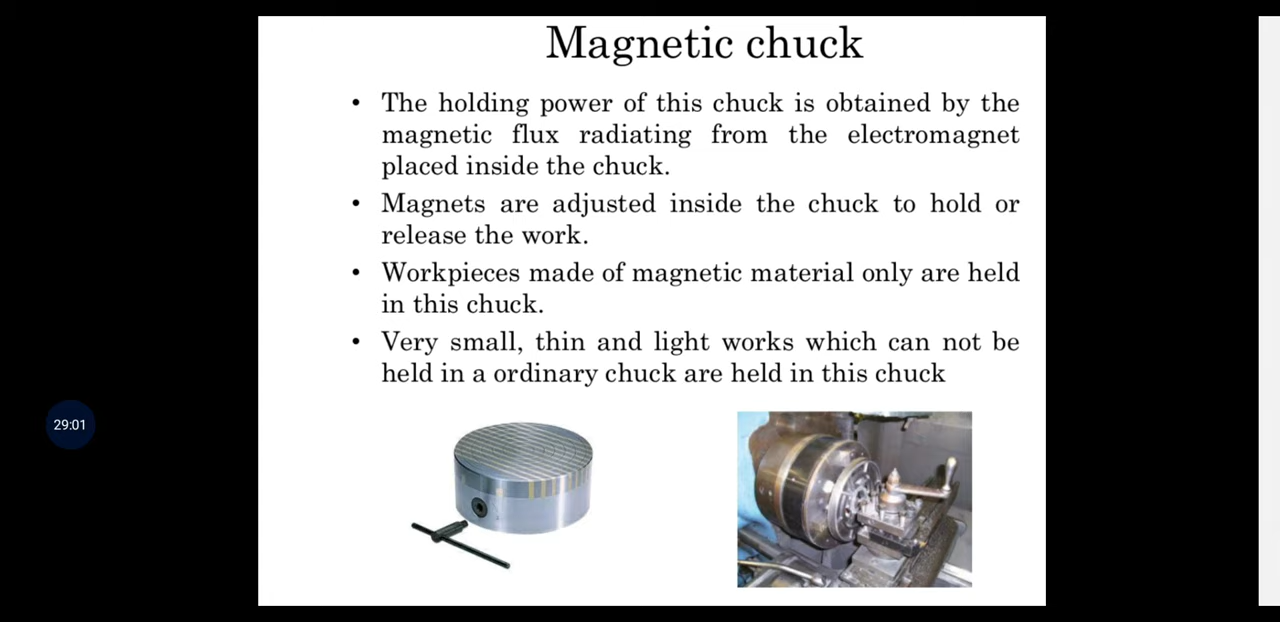 Magnetic chuck
• The holding power of this chuck is obtained by the
magnetic flux radiating from the electromagnet
placed inside the chuck.
• Magnets are adjusted inside the chuck to hold or
release the work.
• Workpieces made of magnetic material only are held
in this chuck.
• Very small, thin and light works which can not be
held in a ordinary chuck are held in this chuck
29:01